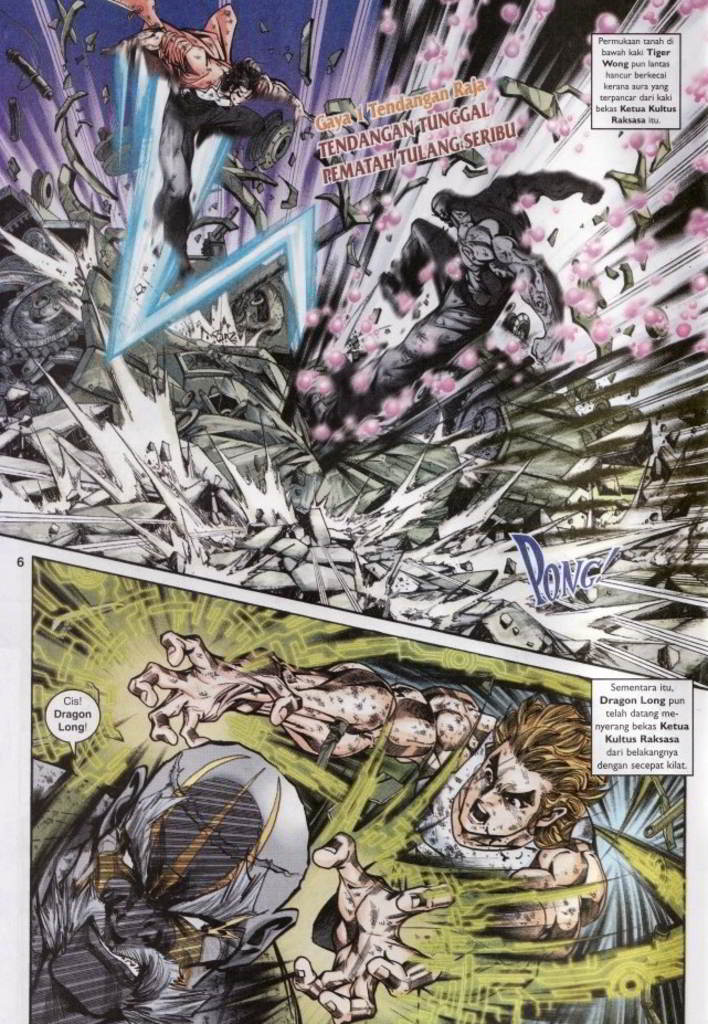 Permukaan tanah di
bawah kaki Tiger
Wong pun lantas
hancur berkecai
kerana aura yang
terpancar dari kaki
bekas Ketua Kultus
Raksasa itu.
Gaya 1 Tendangan Raja
TENDANGAN TUNGGAL
PEMATAH TULANG SERIBU
PONG!
6
Sementara itu,
Dragon Long pun
telah datang me-
nyerang bekas Ketua
Kultus Raksasa
dari belakangnya
dengan secepat kilat.
Cis!
Dragon
Long!